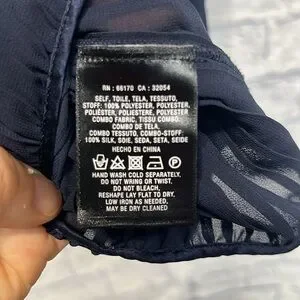 RN : 66170 CA : 32054
SELF, TOILE, TELA, TESSUTO,
STOFF: 100% POLYESTER, POLYESTER,
POLIÉSTER, POLIESTERE, POLYESTER
COMBO FABRIC, TISSU COMBO,
COMBO DE TELA,
COMBO TESSUTO, COMBO-STOFF:
100% SILK, SOIE, SEDA, SETA, SEIDE
HECHO EN CHINA
HAND WASH COLD SEPARATELY.
DO NOT WRING OR TWIST.
DO NOT BLEACH.
RESHAPE LAY FLAT TO DRY.
LOW IRON AS NEEDED.
MAY BE DRY CLEANED